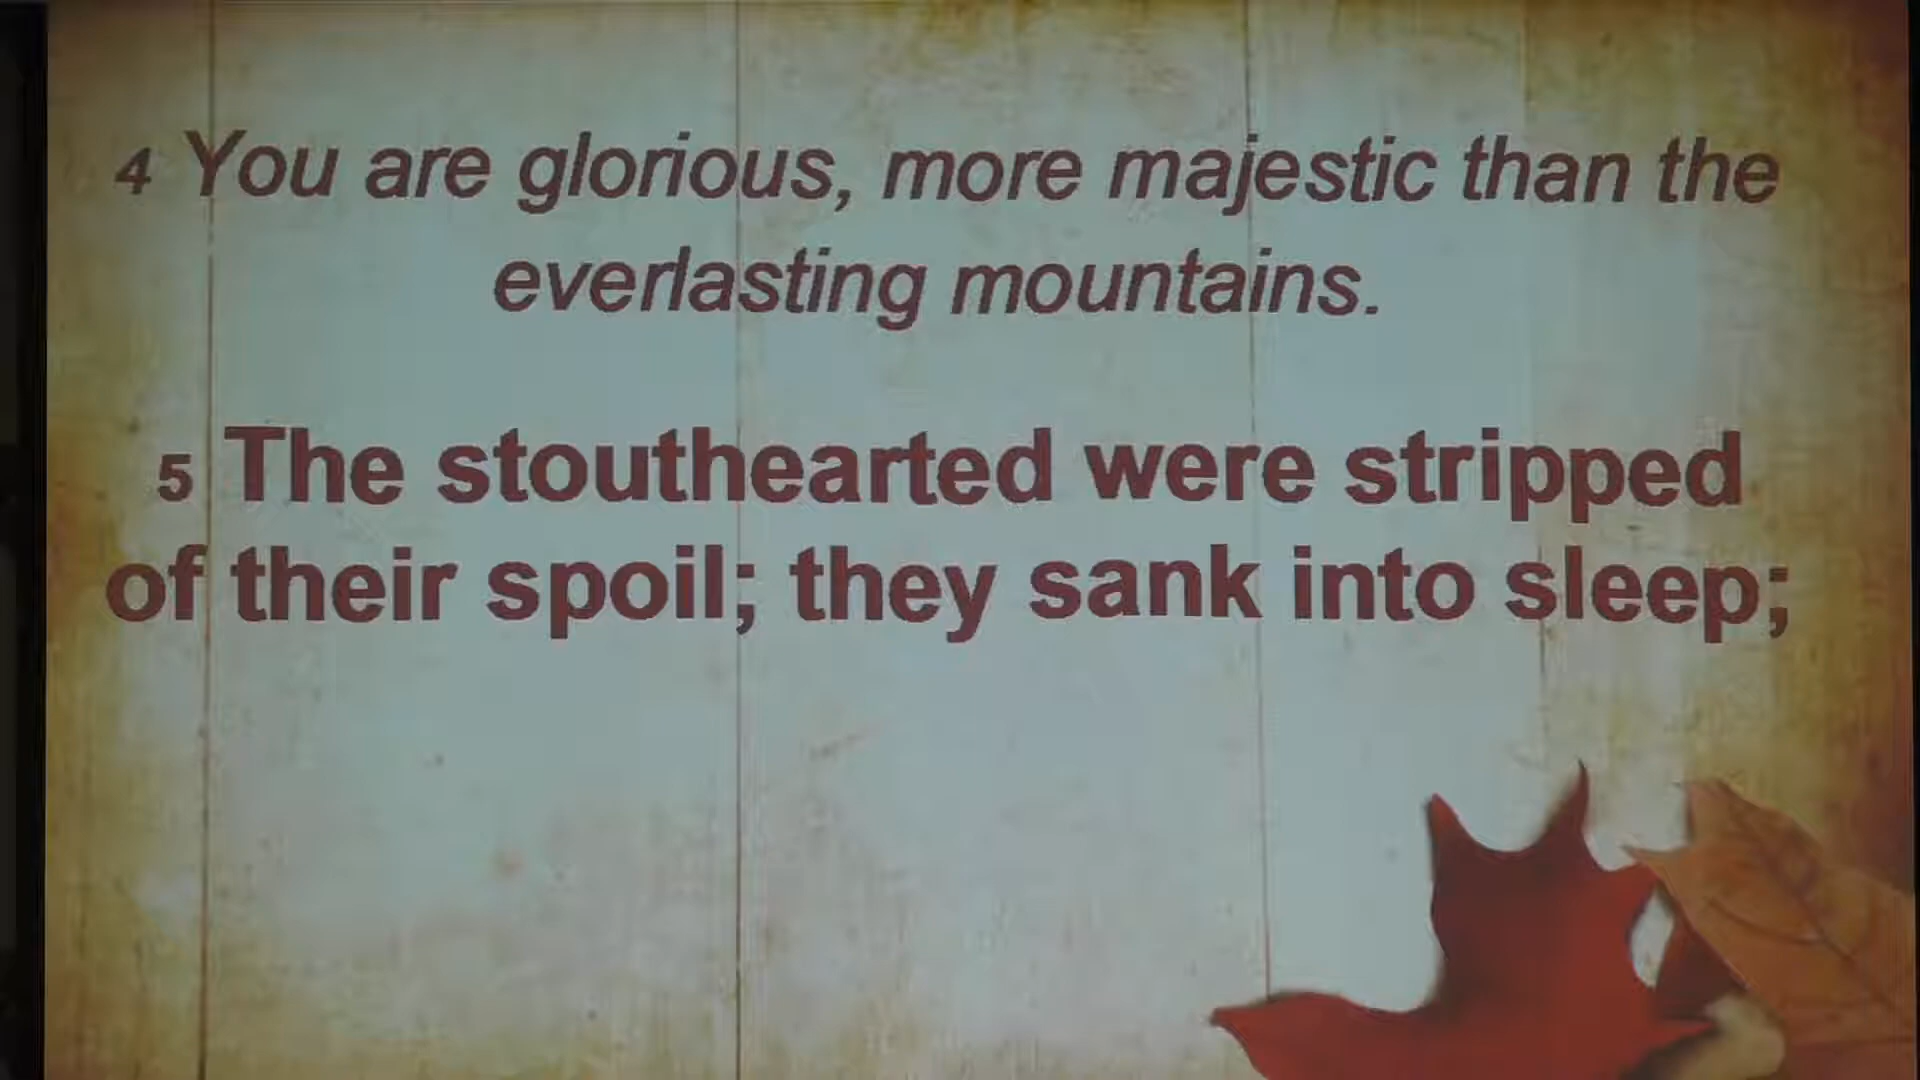 4 You are glorious, more majestic than the
everlasting mountains.
5 The stouthearted were stripped
of their spoil; they sank into sleep;